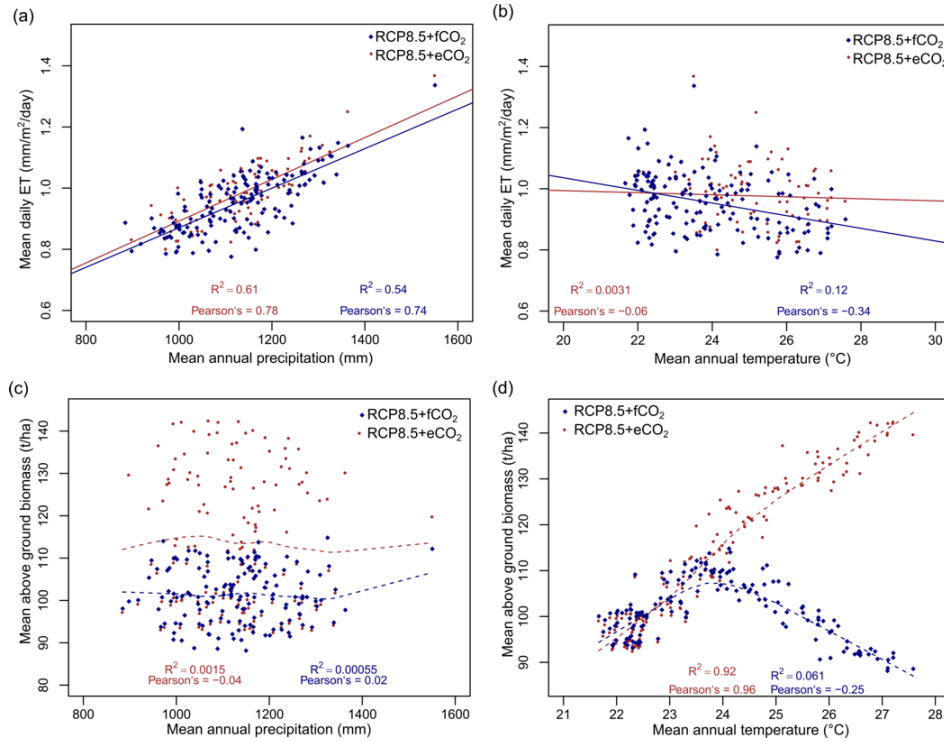 (a)
RCP8.5+fCO₂
RCP8.5+eCO₂
Mean daily ET (mm/m²/day)
1.4
1.2
1.0
0.8
0.6
R² = 0.61
Pearson's = 0.78
R² = 0.54
Pearson's = 0.74
800 1000 1200 1400 1600
Mean annual precipitation (mm)
(b)
RCP8.5+fCO₂
RCP8.5+eCO₂
Mean daily ET (mm/m²/day)
1.4
1.2
1.0
0.8
0.6
R² = 0.0031
Pearson's = −0.06
R² = 0.12
Pearson's = −0.34
20 22 24 26 28 30
Mean annual temperature (°C)
(c)
RCP8.5+fCO₂
RCP8.5+eCO₂
Mean above ground biomass (t/ha)
140
130
120
110
100
90
80
R² = 0.0015
Pearson's = −0.04
R² = 0.00055
Pearson's = 0.02
800 1000 1200 1400 1600
Mean annual precipitation (mm)
(d)
RCP8.5+fCO₂
RCP8.5+eCO₂
Mean above ground biomass (t/ha)
140
130
120
110
100
90
R² = 0.92
Pearson's = 0.96
R² = 0.061
Pearson's = −0.25
21 22 23 24 25 26 27 28
Mean annual temperature (°C)